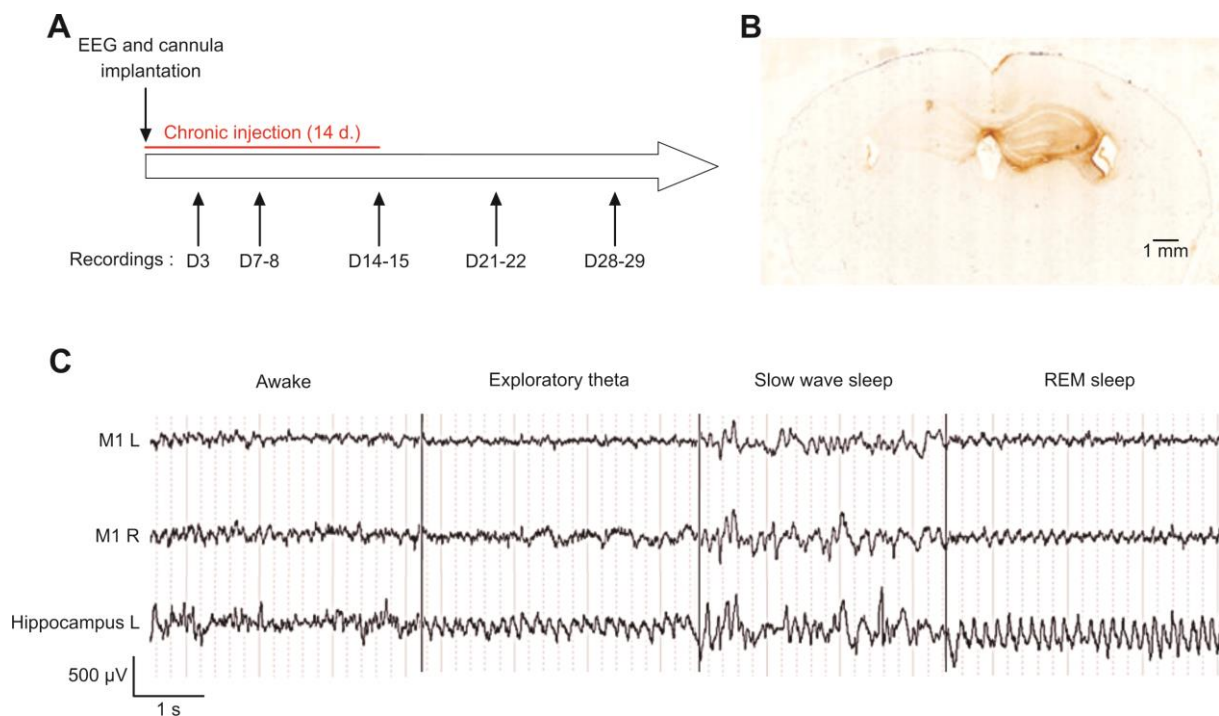 A
EEG and cannula
implantation
Chronic injection (14 d.)
Recordings : D3 D7-8 D14-15 D21-22 D28-29
B
1 mm
C
Awake Exploratory theta Slow wave sleep REM sleep
M1 L
M1 R
Hippocampus L
500 µV
1 s